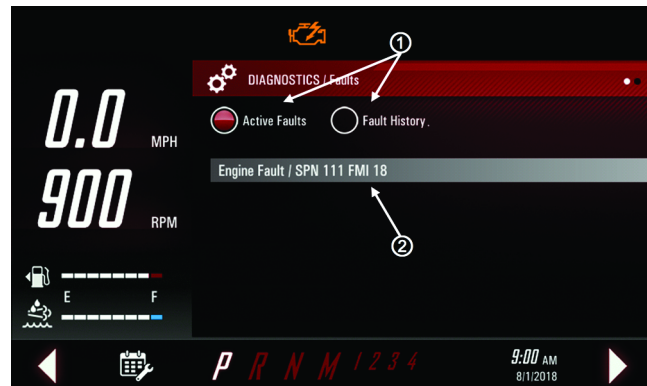 1
DIAGNOSTICS / Faults
Active Faults
Fault History.
0.0 MPH
Engine Fault / SPN 111 FMI 18
900 RPM
2
E F
P R N M 1 2 3 4
9:00 AM
8/1/2018